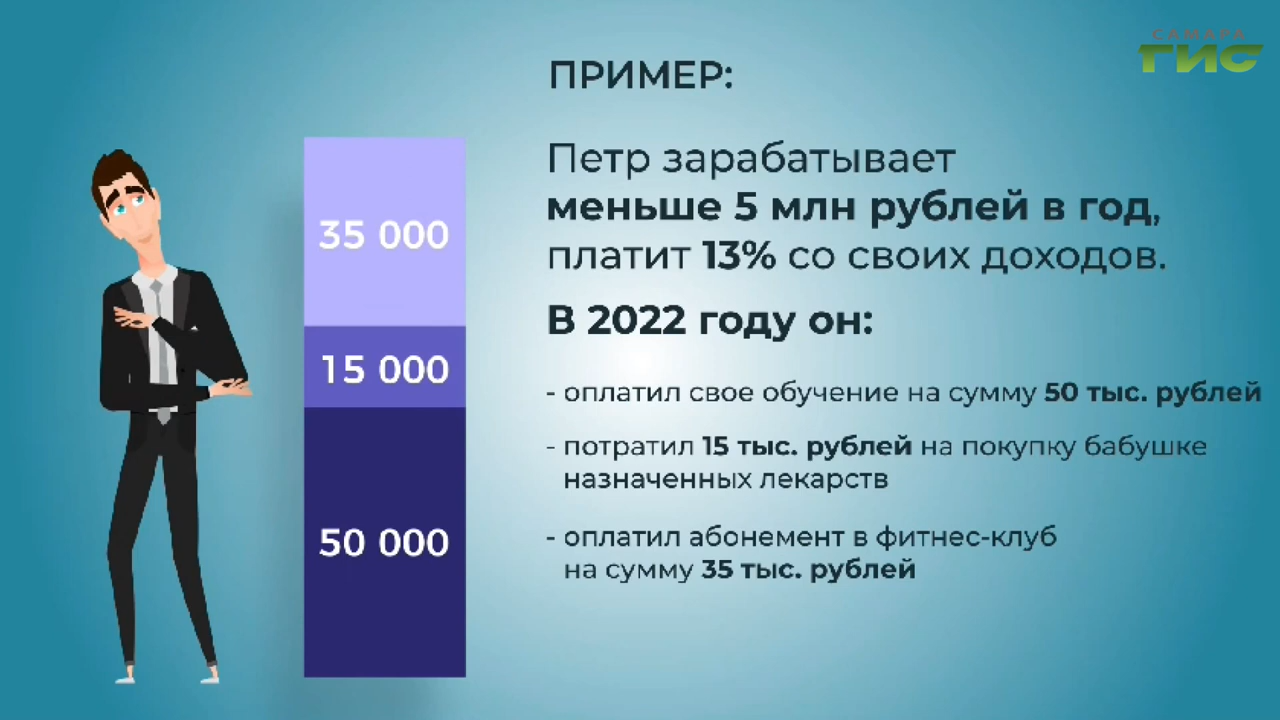 САМАРА
ГИС
ПРИМЕР:
Петр зарабатывает
меньше 5 млн рублей в год,
платит 13% со своих доходов.
В 2022 году он:
- оплатил свое обучение на сумму 50 тыс. рублей
- потратил 15 тыс. рублей на покупку бабушке
назначенных лекарств
- оплатил абонемент в фитнес-клуб
на сумму 35 тыс. рублей
35 000
15 000
50 000